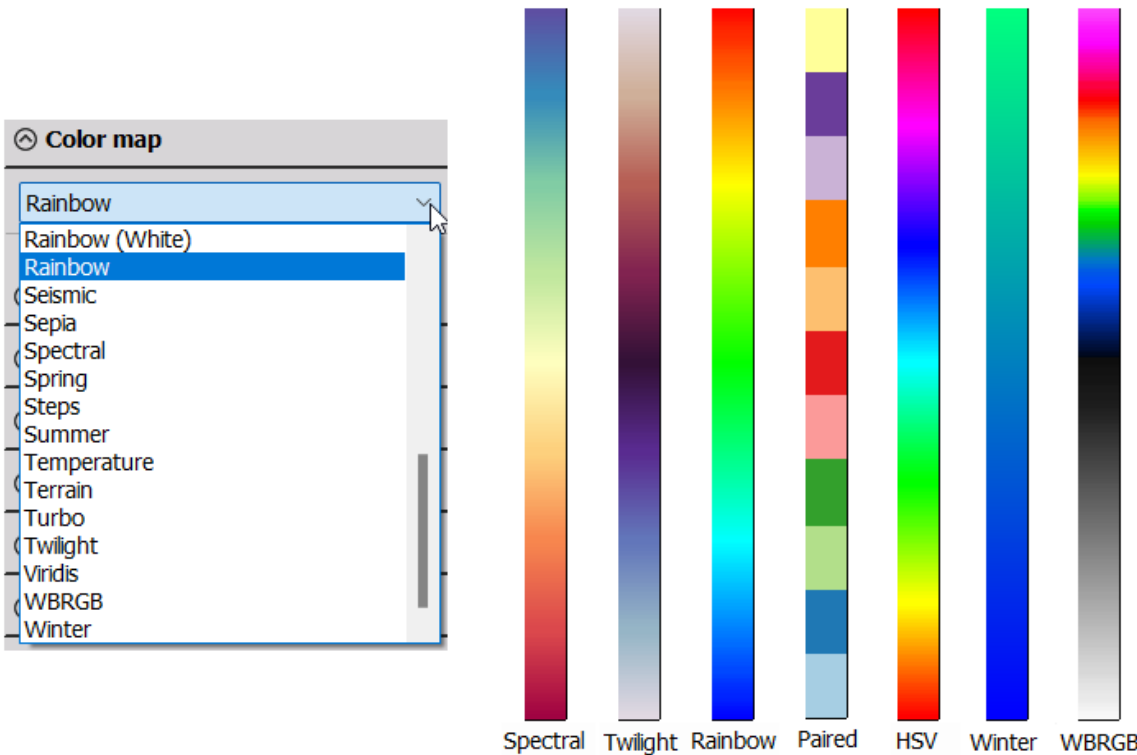 Color map
Rainbow
Rainbow (White)
Rainbow
Seismic
Sepia
Spectral
Spring
Steps
Summer
Temperature
Terrain
Turbo
Twilight
Viridis
WBRGB
Winter
Spectral Twilight Rainbow Paired HSV Winter WBRGB